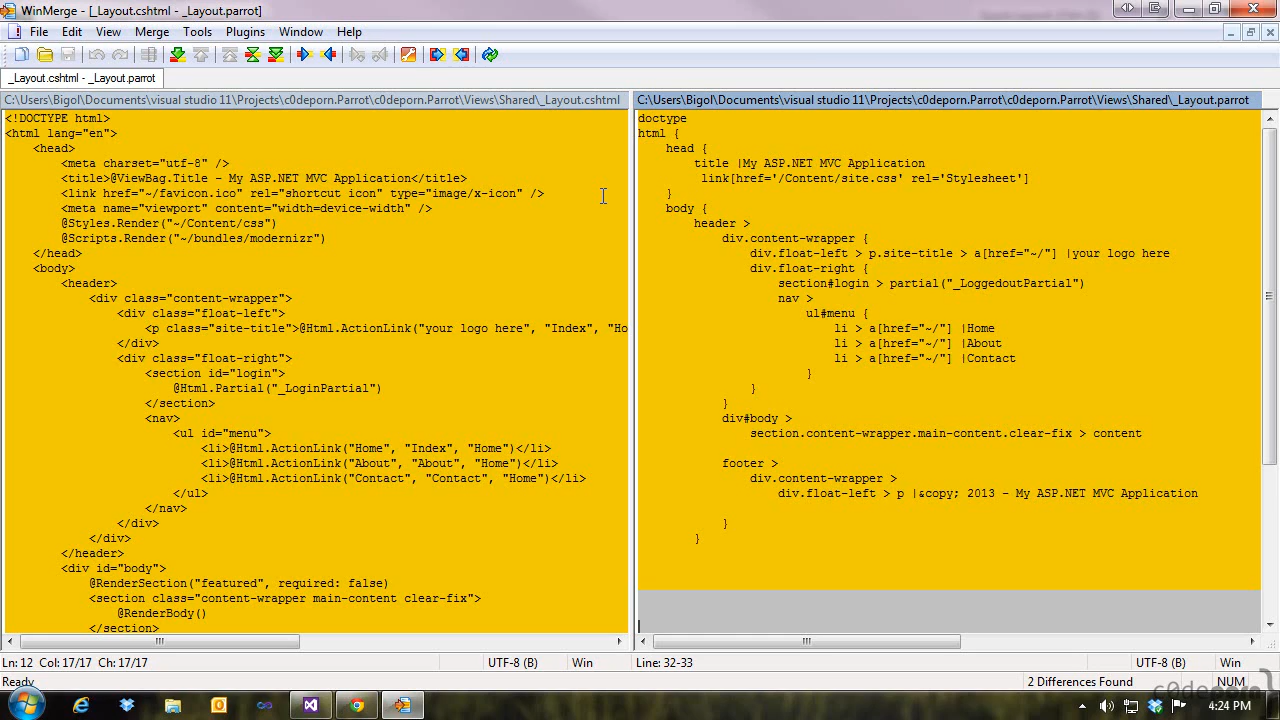 WinMerge - [_Layout.cshtml - _Layout.parrot]
File Edit View Merge Tools Plugins Window Help
_Layout.cshtml - _Layout.parrot
C:\Users\Bigol\Documents\visual studio 11\Projects\c0deporn.Parrot\c0deporn.Parrot\Views\Shared\_Layout.cshtml
<!DOCTYPE html>
<html lang="en">
<head>
<meta charset="utf-8" />
<title>@ViewBag.Title - My ASP.NET MVC Application</title>
<link href="~/favicon.ico" rel="shortcut icon" type="image/x-icon" />
<meta name="viewport" content="width=device-width" />
@Styles.Render("~/Content/css")
@Scripts.Render("~/bundles/modernizr")
</head>
<body>
<header>
<div class="content-wrapper">
<div class="float-left">
<p class="site-title">@Html.ActionLink("your logo here", "Index", "Ho
</div>
<div class="float-right">
<section id="login">
@Html.Partial("_LoginPartial")
</section>
<nav>
<ul id="menu">
<li>@Html.ActionLink("Home", "Index", "Home")</li>
<li>@Html.ActionLink("About", "About", "Home")</li>
<li>@Html.ActionLink("Contact", "Contact", "Home")</li>
</ul>
</nav>
</div>
</div>
</header>
<div id="body">
@RenderSection("featured", required: false)
<section class="content-wrapper main-content clear-fix">
@RenderBody()
</section>
C:\Users\Bigol\Documents\visual studio 11\Projects\c0deporn.Parrot\c0deporn.Parrot\Views\Shared\_Layout.parrot
doctype
html {
head {
title |My ASP.NET MVC Application
link[href='/Content/site.css' rel='Stylesheet']
}
body {
header >
div.content-wrapper {
div.float-left > p.site-title > a[href="~/"] |your logo here
div.float-right {
section#login > partial("_LoggedoutPartial")
nav >
ul#menu {
li > a[href="~/"] |Home
li > a[href="~/"] |About
li > a[href="~/"] |Contact
}
}
}
div#body >
section.content-wrapper.main-content.clear-fix > content
footer >
div.content-wrapper >
div.float-left > p |&copy; 2013 - My ASP.NET MVC Application
}
}
Ln: 12 Col: 17/17 Ch: 17/17 UTF-8 (B) Win
Line: 32-33 UTF-8 (B) Win
Ready 2 Differences Found NUM
c0deporn}
4:24 PM